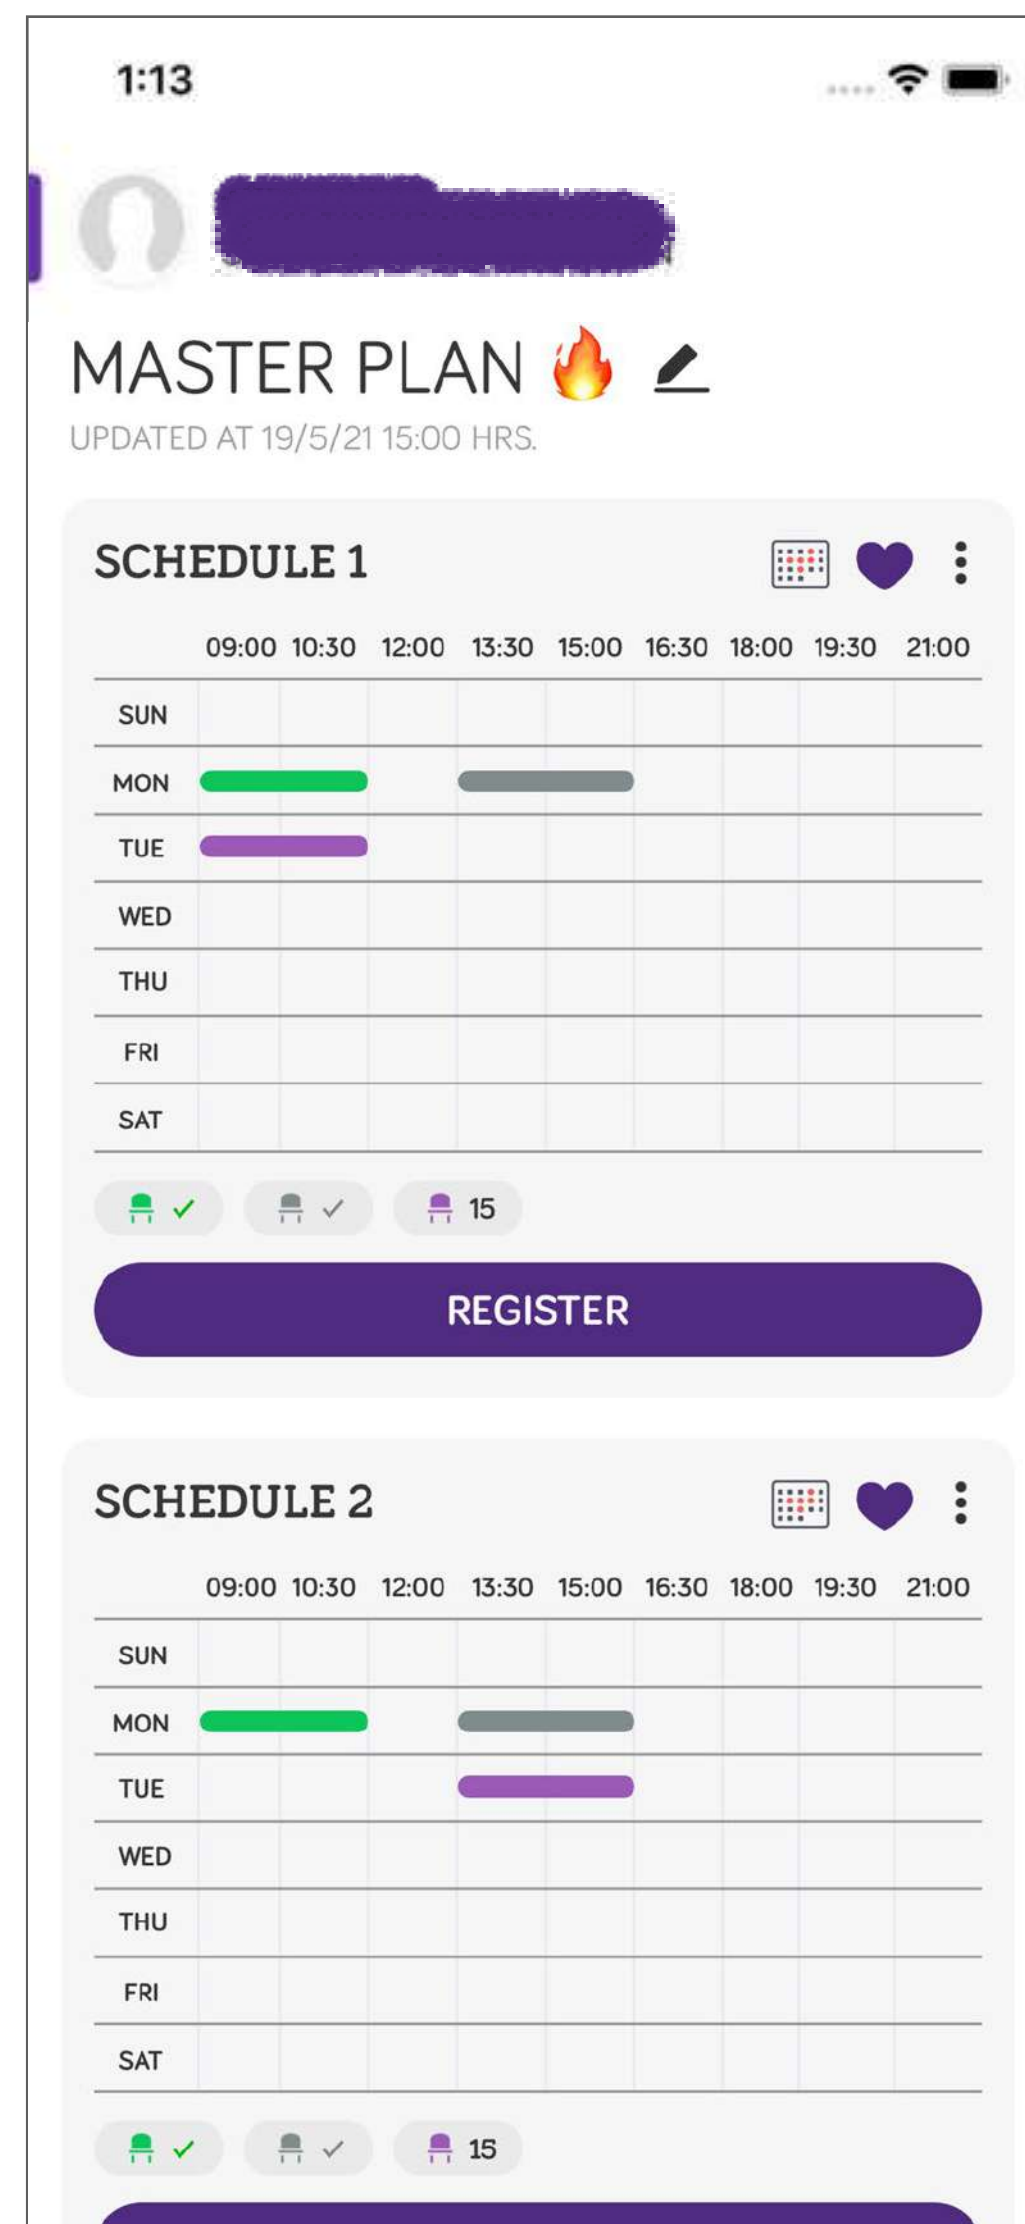 1:13
MASTER PLAN 🔥
UPDATED AT 19/5/21 15:00 HRS.
SCHEDULE 1
09:00 10:30 12:00 13:30 15:00 16:30 18:00 19:30 21:00
SUN
MON
TUE
WED
THU
FRI
SAT
15
REGISTER
SCHEDULE 2
09:00 10:30 12:00 13:30 15:00 16:30 18:00 19:30 21:00
SUN
MON
TUE
WED
THU
FRI
SAT
15